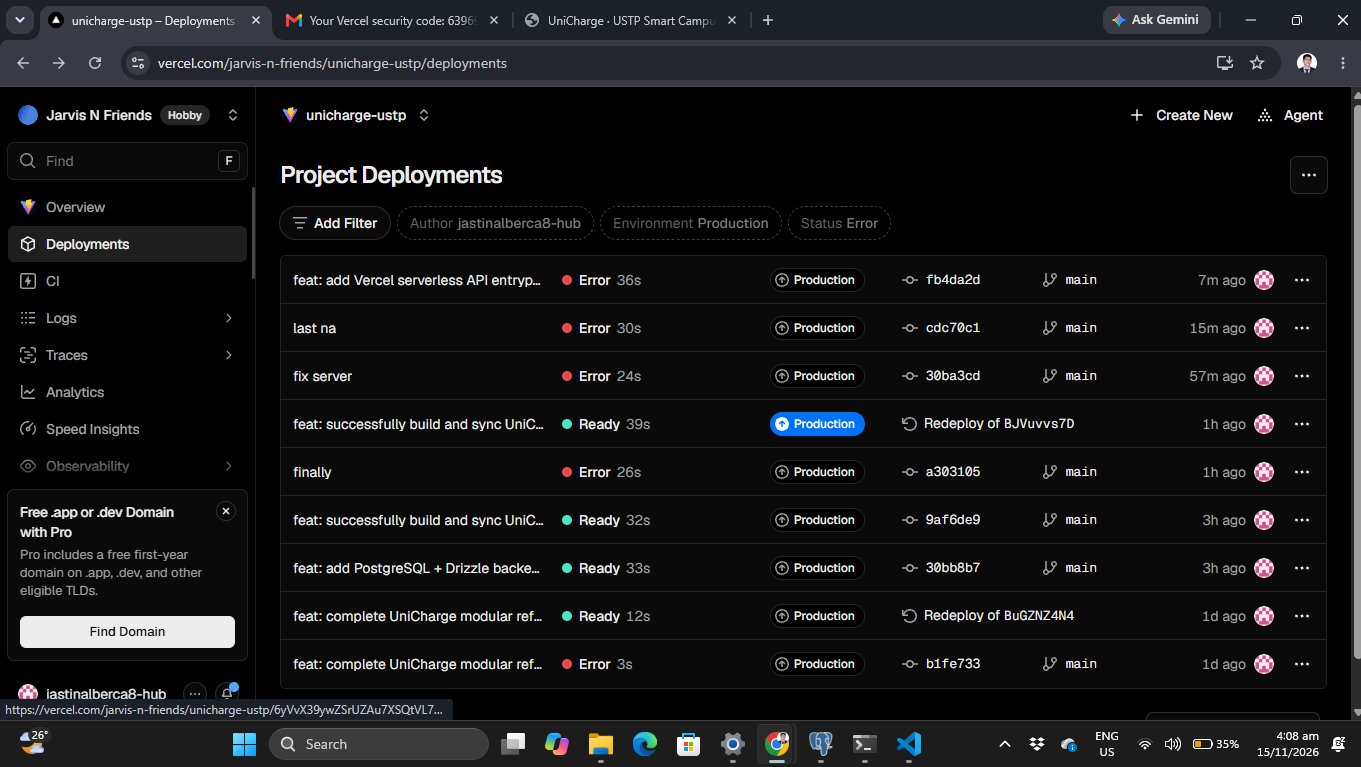 unicharge-ustp – Deployments
Your Vercel security code: 6396
UniCharge · USTP Smart Campu
Ask Gemini
vercel.com/jarvis-n-friends/unicharge-ustp/deployments
Jarvis N Friends Hobby
unicharge-ustp
Create New
Agent
Find F
Overview
Deployments
CI
Logs
Traces
Analytics
Speed Insights
Observability
Free .app or .dev Domain
with Pro
Pro includes a free first-year
domain on .app, .dev, and other
eligible TLDs.
Find Domain
jastinalberca8-hub
Project Deployments
Add Filter
Author jastinalberca8-hub
Environment Production
Status Error
feat: add Vercel serverless API entryp... Error 36s Production fb4da2d main 7m ago
last na Error 30s Production cdc70c1 main 15m ago
fix server Error 24s Production 30ba3cd main 57m ago
feat: successfully build and sync UniC... Ready 39s Production Redeploy of BJVuvvs7D 1h ago
finally Error 26s Production a303105 main 1h ago
feat: successfully build and sync UniC... Ready 32s Production 9af6de9 main 3h ago
feat: add PostgreSQL + Drizzle backe... Ready 33s Production 30bb8b7 main 3h ago
feat: complete UniCharge modular ref... Ready 12s Production Redeploy of BuGZNZ4N4 1d ago
feat: complete UniCharge modular ref... Error 3s Production b1fe733 main 1d ago
https://vercel.com/jarvis-n-friends/unicharge-ustp/6yVvX39ywZSrUZAu7XSQtVL7...
26°
Search
ENG
US
35%
4:08 am
15/11/2026